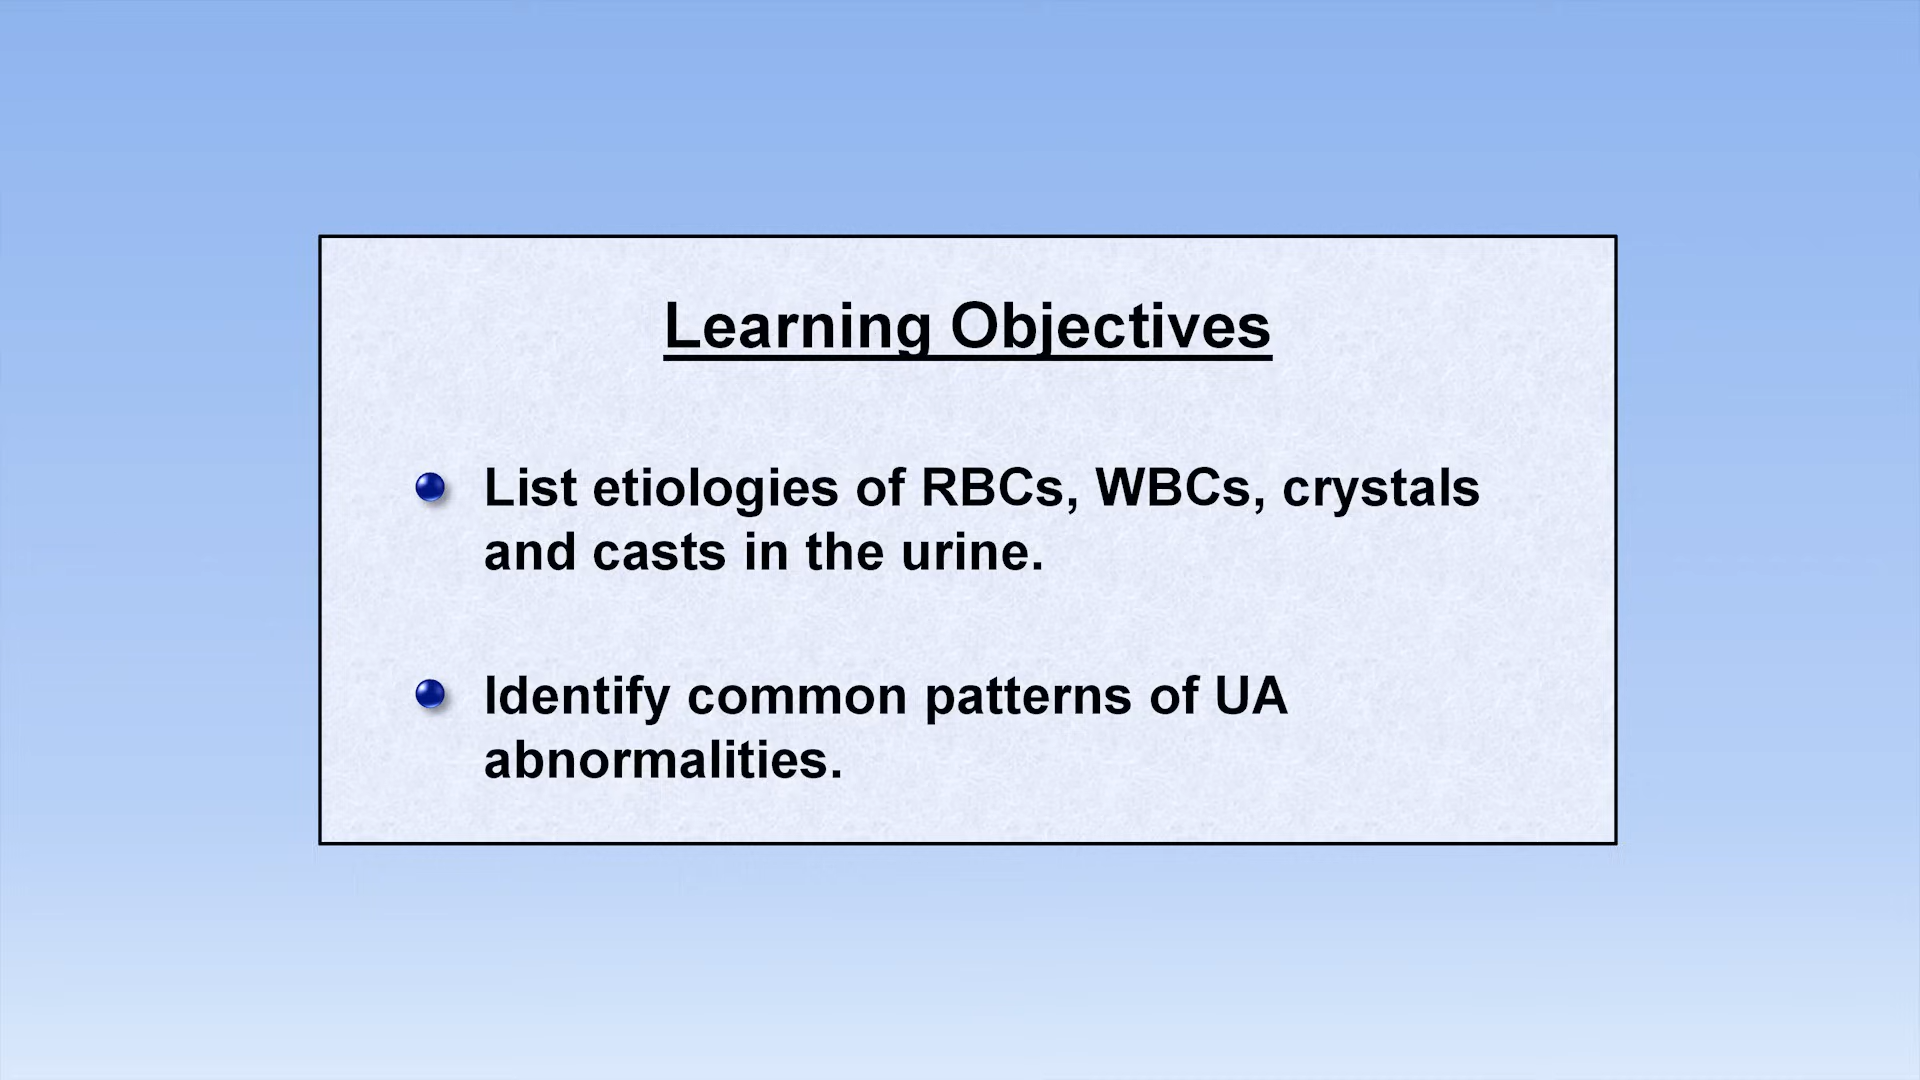 Learning Objectives
List etiologies of RBCs, WBCs, crystals
and casts in the urine.
Identify common patterns of UA
abnormalities.